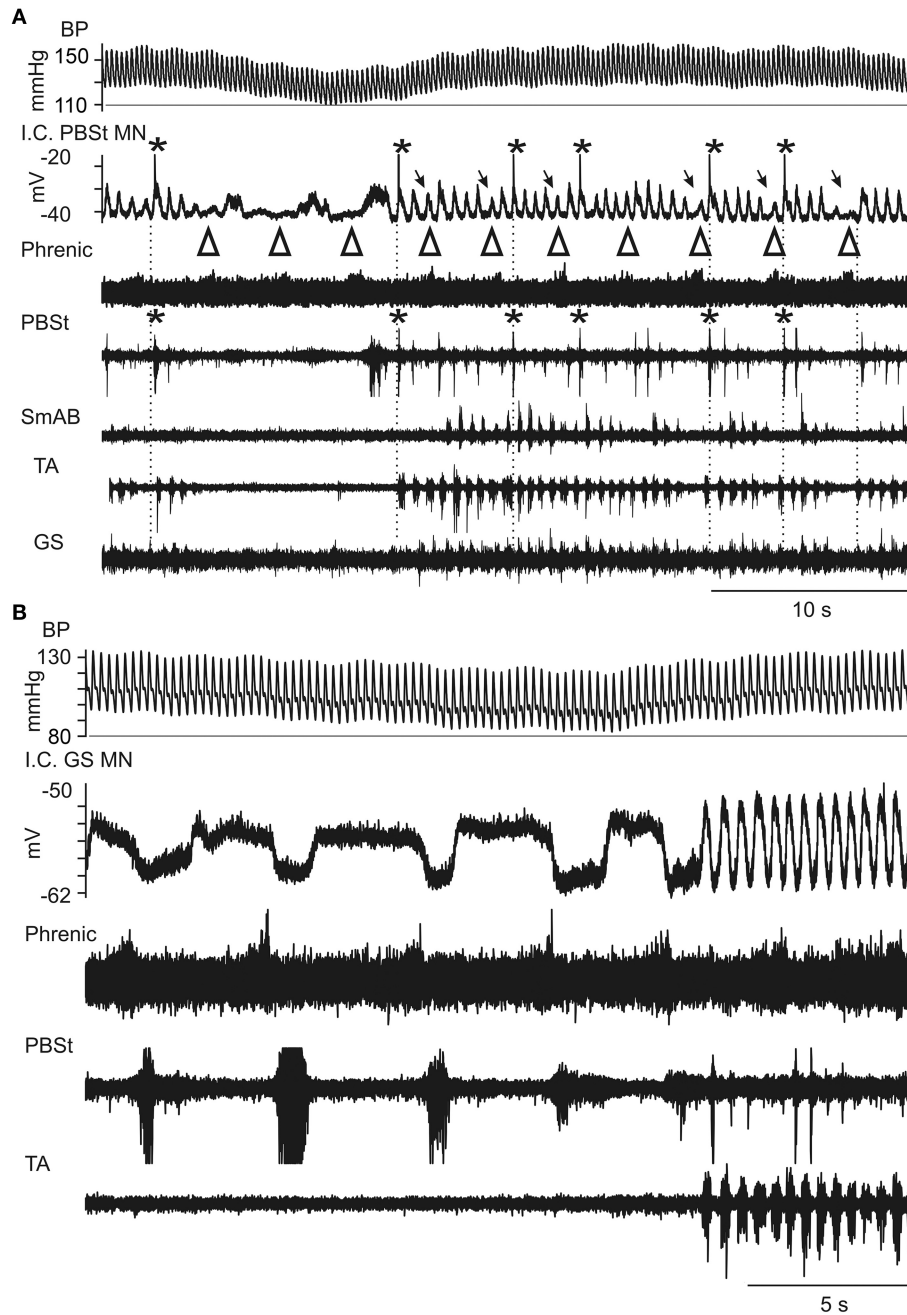 A
BP
150
mmHg
110
I.C. PBSt MN
* * * * * *
-20
mV
-40
Phrenic
PBSt
* * * * * *
SmAB
TA
GS
10 s
B
BP
130
mmHg
80
I.C. GS MN
-50
mV
-62
Phrenic
PBSt
TA
5 s